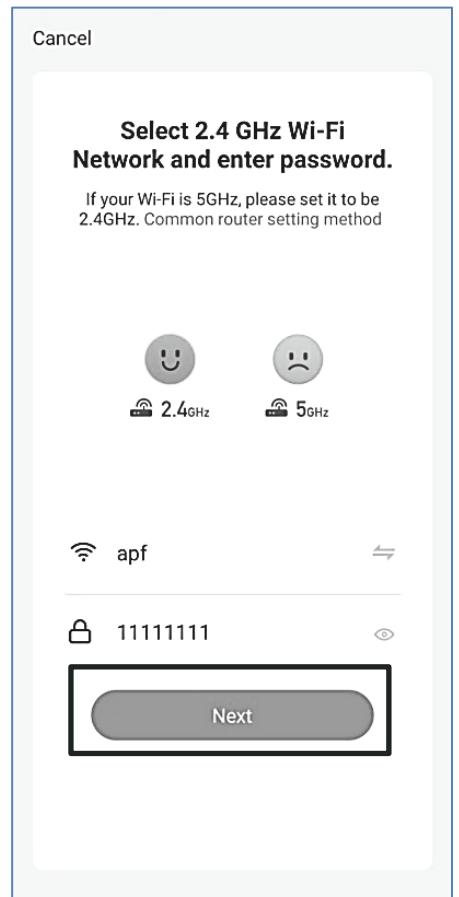 Cancel
Select 2.4 GHz Wi-Fi
Network and enter password.
If your Wi-Fi is 5GHz, please set it to be
2.4GHz. Common router setting method
2.4GHz 5GHz
apf
11111111
Next